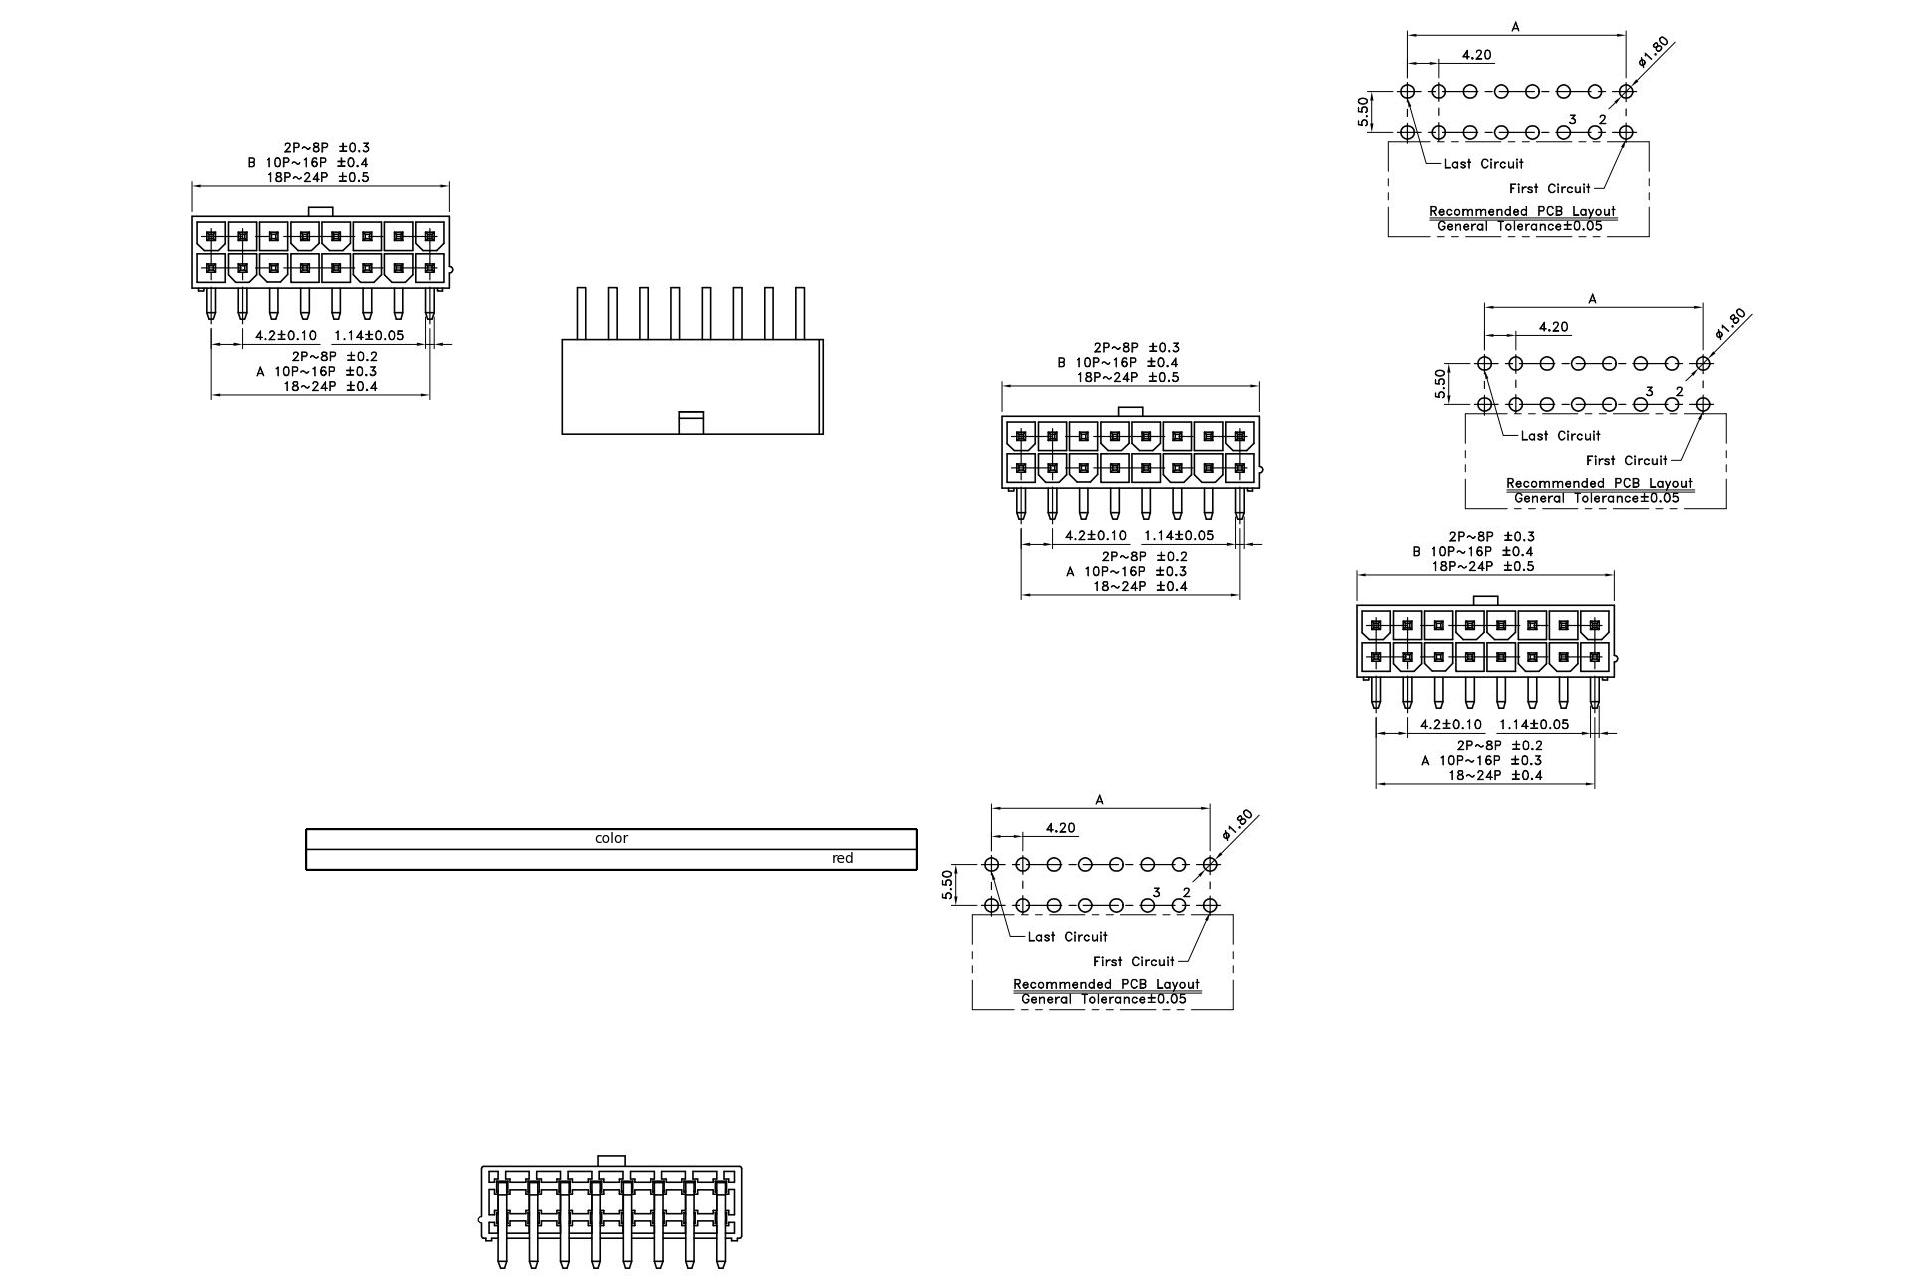 A
4.20
ø1.80
5.50
3 2
Last Circuit
First Circuit
Recommended PCB Layout
General Tolerance±0.05
2P~8P ±0.3
B 10P~16P ±0.4
18P~24P ±0.5
4.2±0.10 1.14±0.05
2P~8P ±0.2
A 10P~16P ±0.3
18~24P ±0.4
A
4.20
ø1.80
5.50
3 2
Last Circuit
First Circuit
Recommended PCB Layout
General Tolerance±0.05
2P~8P ±0.3
B 10P~16P ±0.4
18P~24P ±0.5
4.2±0.10 1.14±0.05
2P~8P ±0.2
A 10P~16P ±0.3
18~24P ±0.4
2P~8P ±0.3
B 10P~16P ±0.4
18P~24P ±0.5
4.2±0.10 1.14±0.05
2P~8P ±0.2
A 10P~16P ±0.3
18~24P ±0.4
color
red
A
4.20
ø1.80
5.50
3 2
Last Circuit
First Circuit
Recommended PCB Layout
General Tolerance±0.05